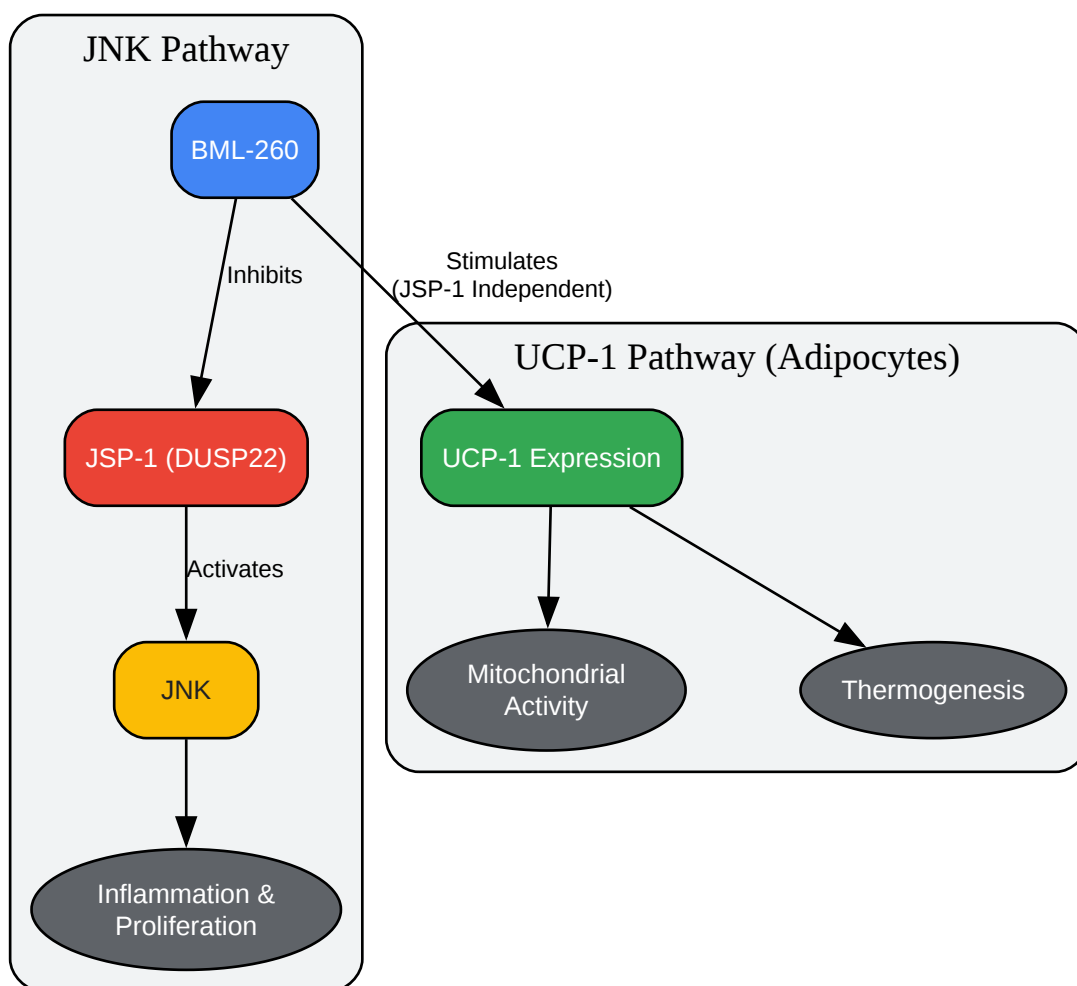 JNK Pathway
BML-260
Inhibits
Stimulates
(JSP-1 Independent)
UCP-1 Pathway (Adipocytes)
JSP-1 (DUSP22)
UCP-1 Expression
Activates
JNK
Mitochondrial
Activity
Thermogenesis
Inflammation &
Proliferation